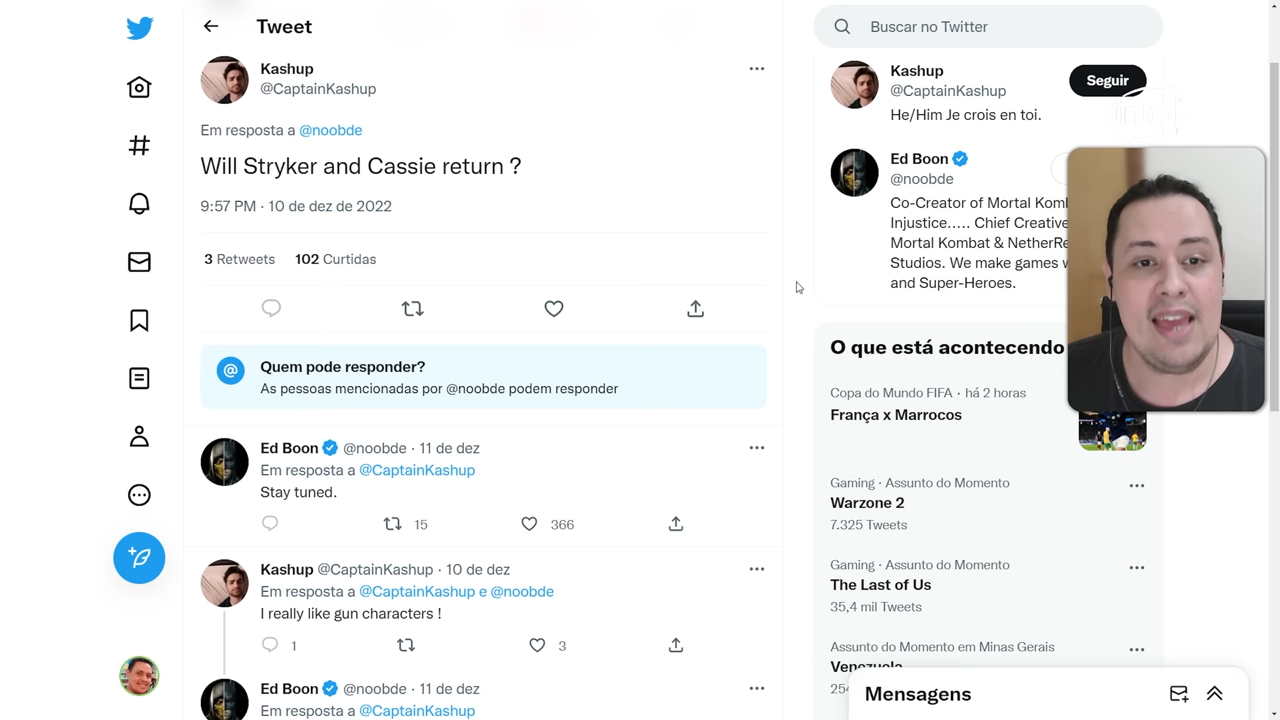 Tweet
Kashup
@CaptainKashup
Em resposta a @noobde
Will Stryker and Cassie return ?
9:57 PM · 10 de dez de 2022
3 Retweets 102 Curtidas
Quem pode responder?
As pessoas mencionadas por @noobde podem responder
Ed Boon @noobde · 11 de dez
Em resposta a @CaptainKashup
Stay tuned.
15 366
Kashup @CaptainKashup · 10 de dez
Em resposta a @CaptainKashup e @noobde
I really like gun characters !
1 3
Ed Boon @noobde · 11 de dez
Em resposta a @CaptainKashup
Buscar no Twitter
Kashup
@CaptainKashup
Seguir
He/Him Je crois en toi.
Ed Boon
@noobde
Co-Creator of Mortal
Injustice..... Chief Creative
Mortal Kombat &
Studios. We make games
and Super-Heroes.
O que está acontecendo
Copa do Mundo FIFA · há 2 horas
França x Marrocos
Gaming · Assunto do Momento
Warzone 2
7.325 Tweets
Gaming · Assunto do Momento
The Last of Us
35,4 mil Tweets
Assunto do Momento em Minas Gerais
Venezuela
Mensagens